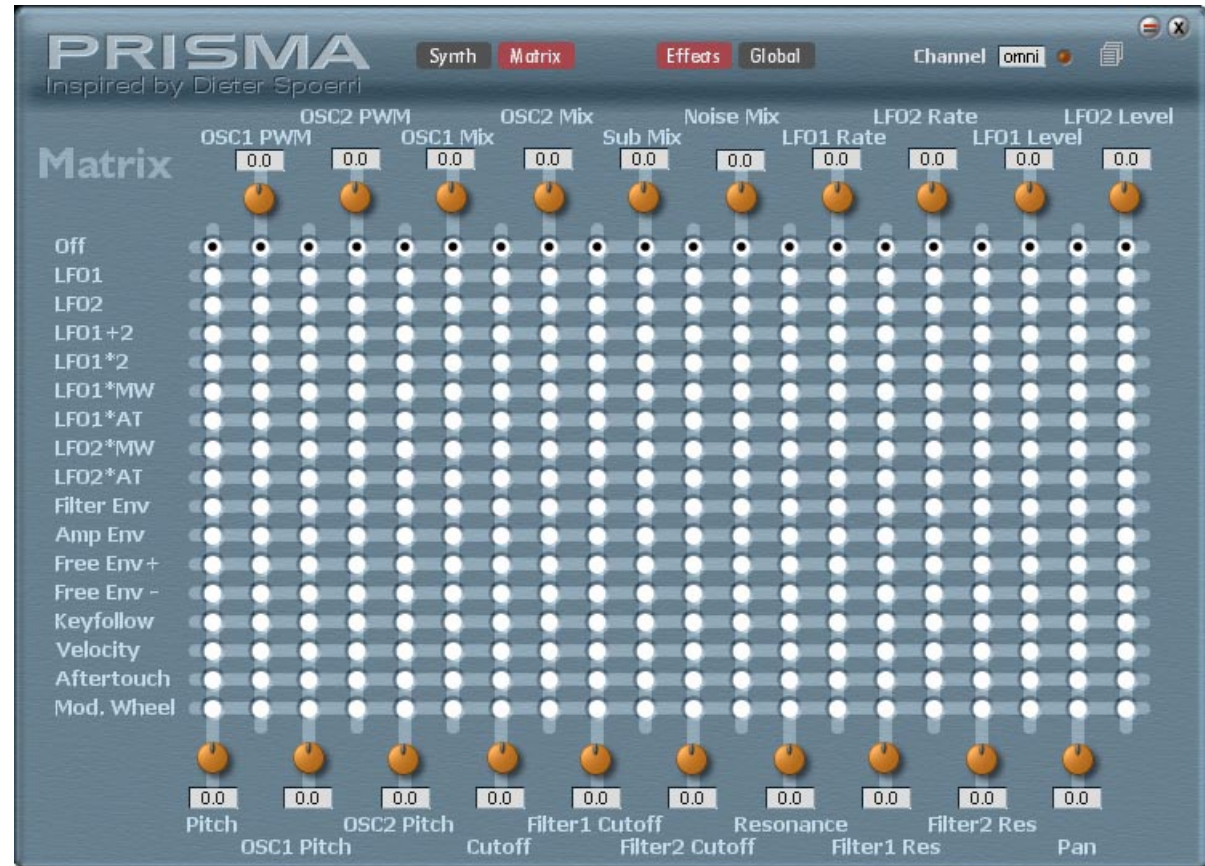 PRISMA
Inspired by Dieter Spoerri
Synth Matrix Effects Global Channel omni X
OSC2 PWM OSC2 Mix Noise Mix LFO2 Rate LFO2 Level
OSC1 PWM OSC1 Mix Sub Mix LFO1 Rate LFO1 Level
Matrix
0.0 0.0 0.0 0.0 0.0 0.0 0.0 0.0 0.0 0.0
Off
LFO1
LFO2
LFO1+2
LFO1*2
LFO1*MW
LFO1*AT
LFO2*MW
LFO2*AT
Filter Env
Amp Env
Free Env+
Free Env -
Keyfollow
Velocity
Aftertouch
Mod. Wheel
0.0 0.0 0.0 0.0 0.0 0.0 0.0 0.0 0.0 0.0
Pitch OSC2 Pitch Filter1 Cutoff Resonance Filter2 Res
OSC1 Pitch Cutoff Filter2 Cutoff Filter1 Res Pan